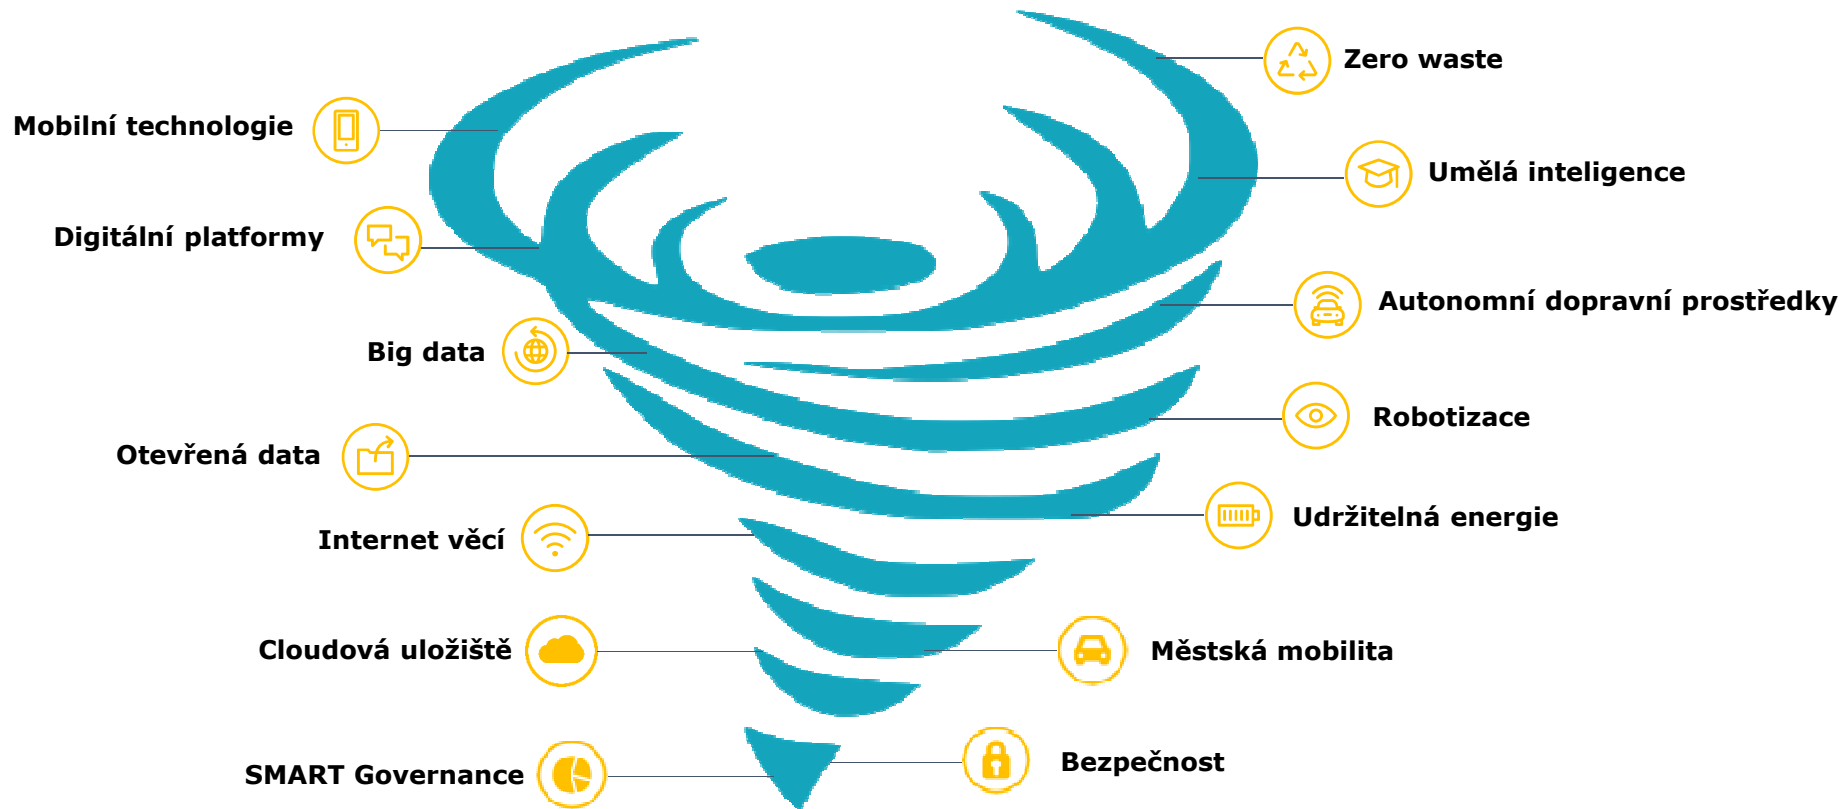 Zero waste
Mobilní technologie
Umělá inteligence
Digitální platformy
Autonomní dopravní prostředky
Big data
Robotizace
Otevřená data
Udržitelná energie
Internet věcí
Cloudová uložiště
Městská mobilita
SMART Governance
Bezpečnost